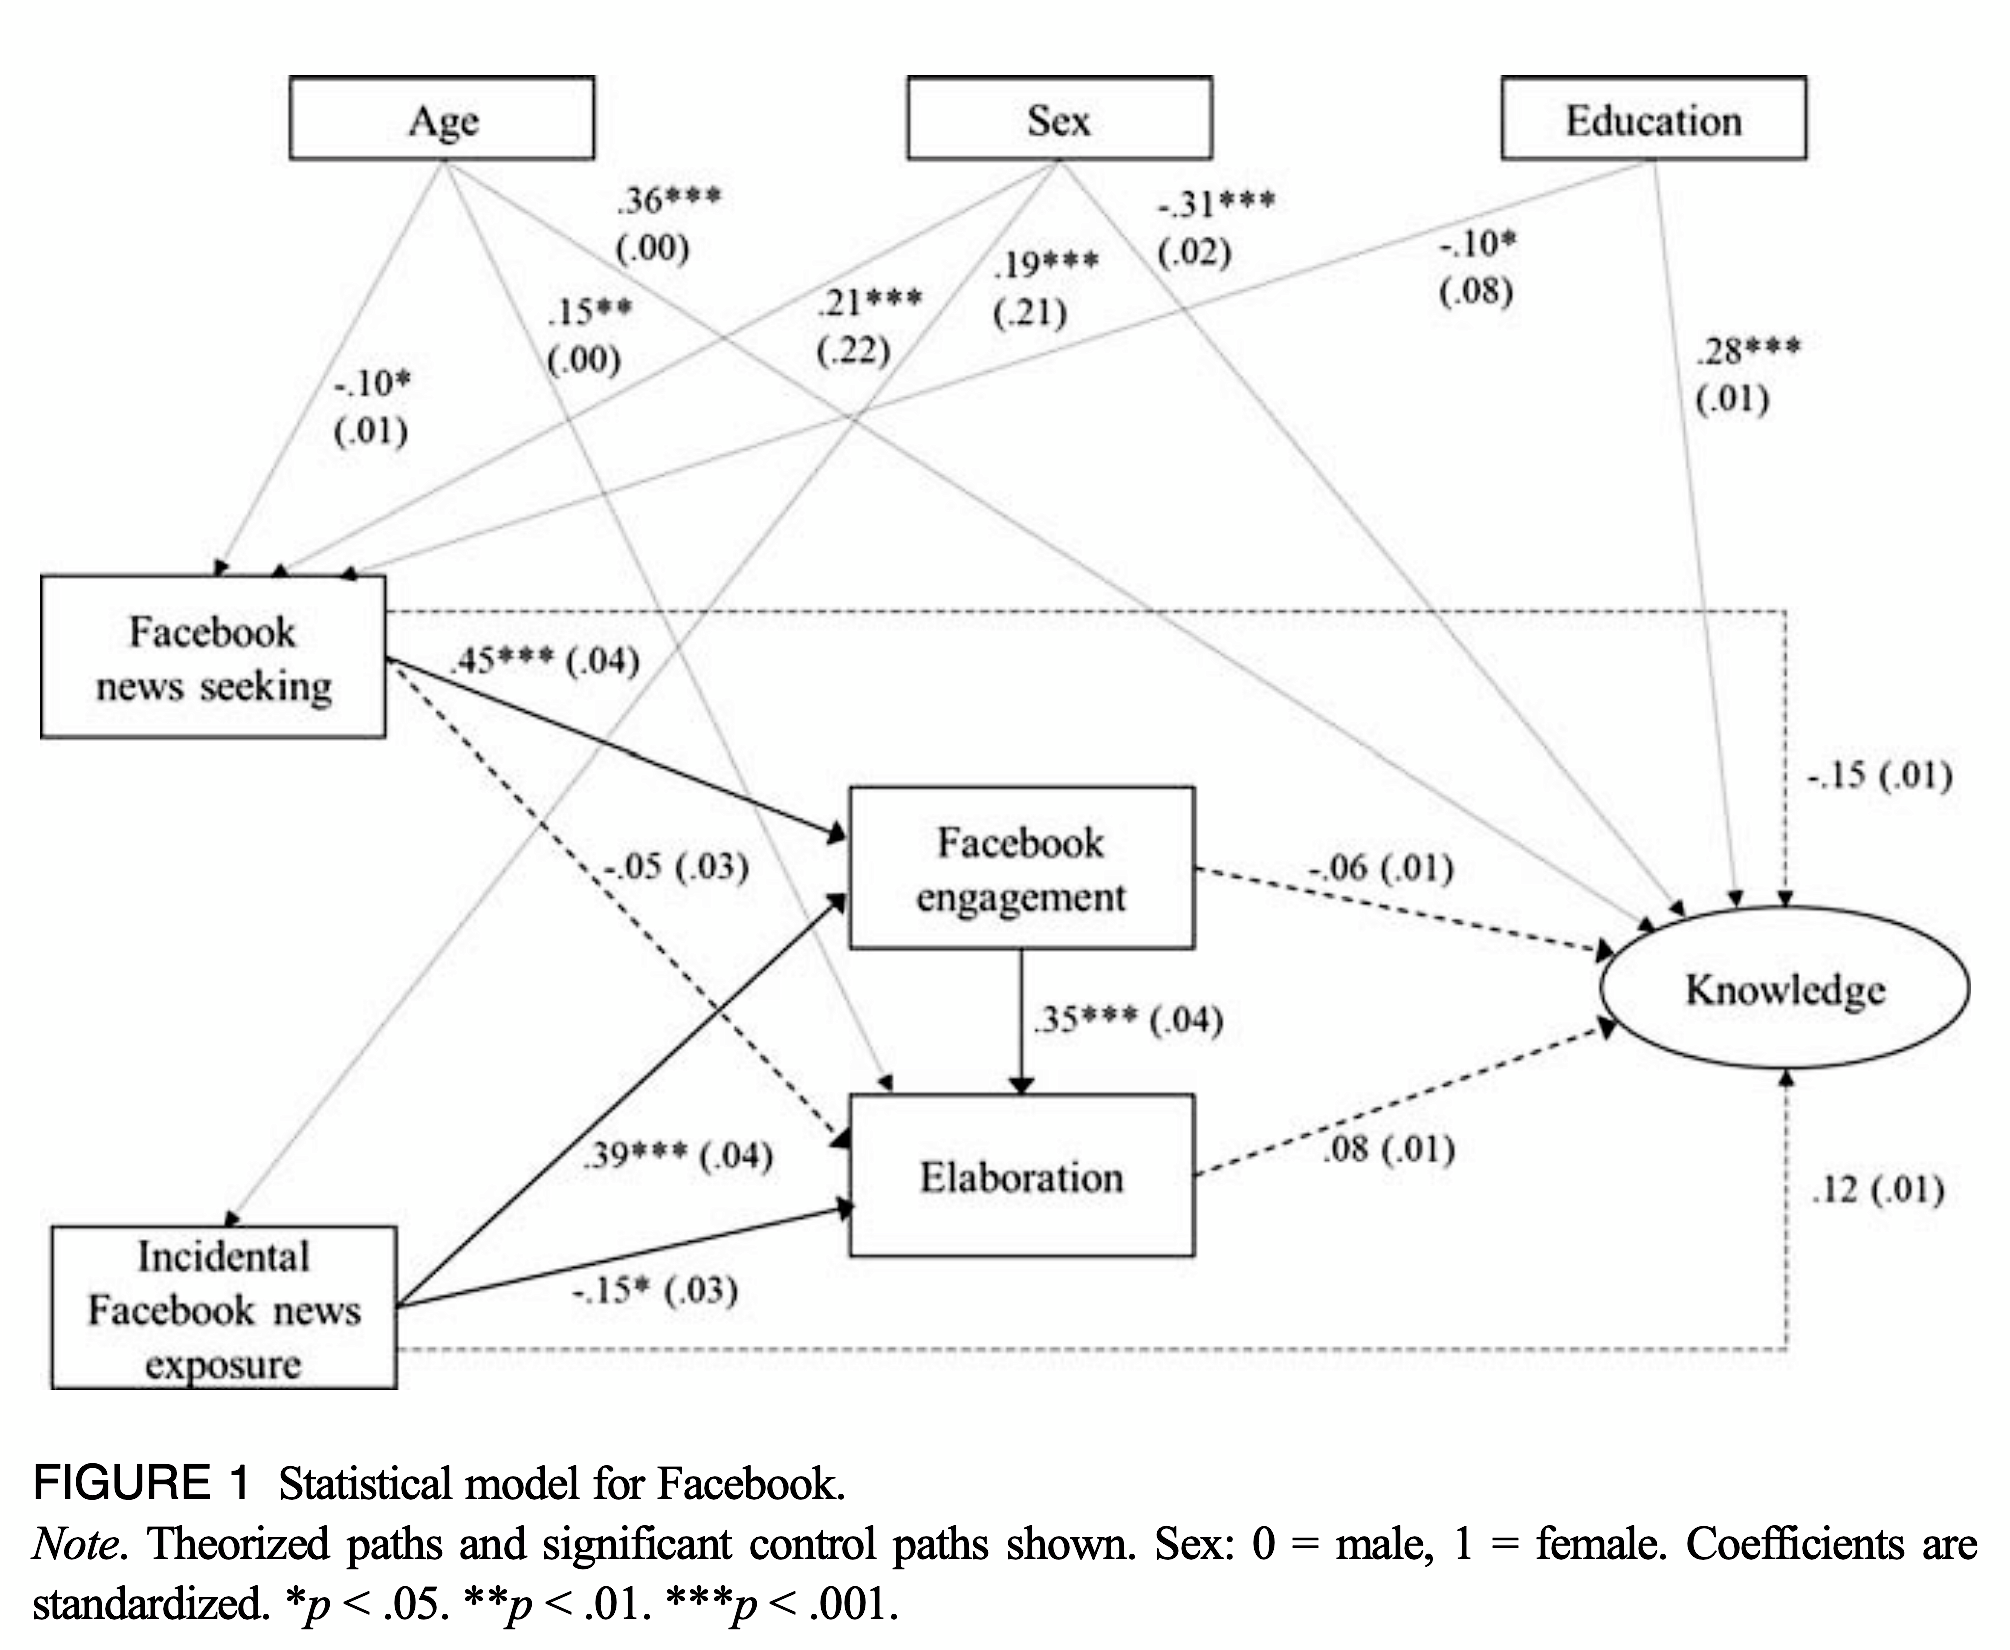 Age
Sex
Education
.36***
(.00)
-.31***
(.02)
-.10*
(.08)
.19***
(.21)
.15**
(.00)
.21***
(.22)
.28***
(.01)
-.10*
(.01)
Facebook
news seeking
.45*** (.04)
-.15 (.01)
Facebook
engagement
-.05 (.03)
-.06 (.01)
Knowledge
.35*** (.04)
.39*** (.04)
Elaboration
.08 (.01)
.12 (.01)
Incidental
Facebook news
exposure
-.15* (.03)
FIGURE 1 Statistical model for Facebook.
Note. Theorized paths and significant control paths shown. Sex: 0 = male, 1 = female. Coefficients are
standardized. *p < .05. **p < .01. ***p < .001.